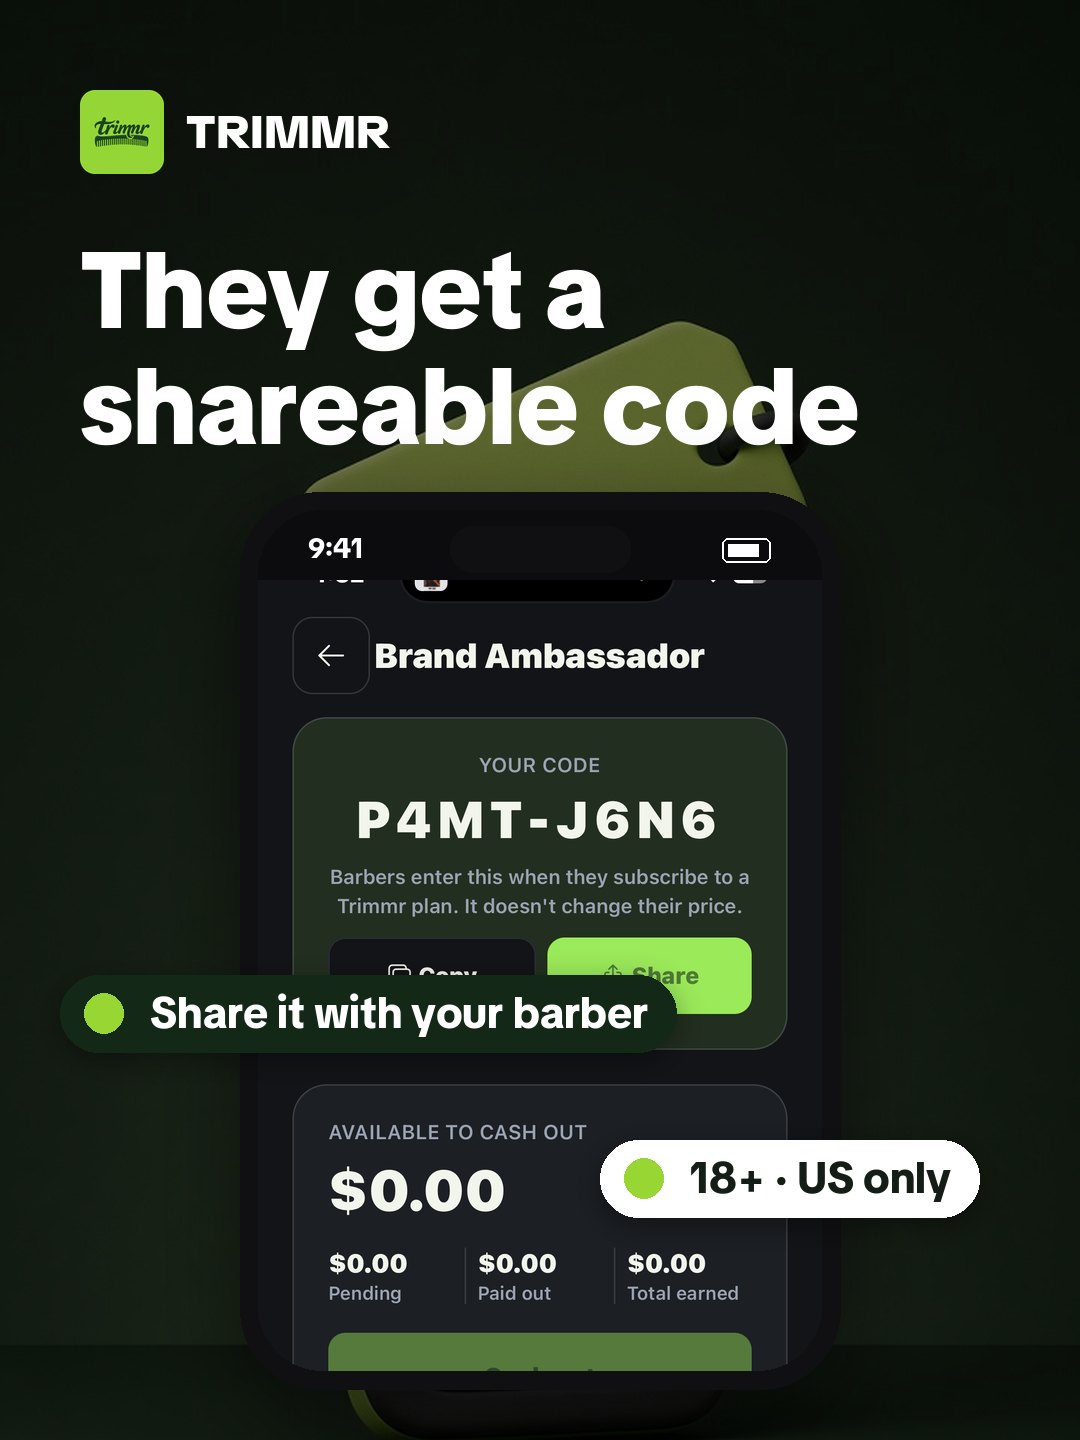 trimmr
TRIMMR
They get a
shareable code
9:41
Brand Ambassador
YOUR CODE
P4MT-J6N6
Barbers enter this when they subscribe to a
Trimmr plan. It doesn't change their price.
Copy
Share
Share it with your barber
AVAILABLE TO CASH OUT
$0.00
18+ · US only
$0.00
Pending
$0.00
Paid out
$0.00
Total earned